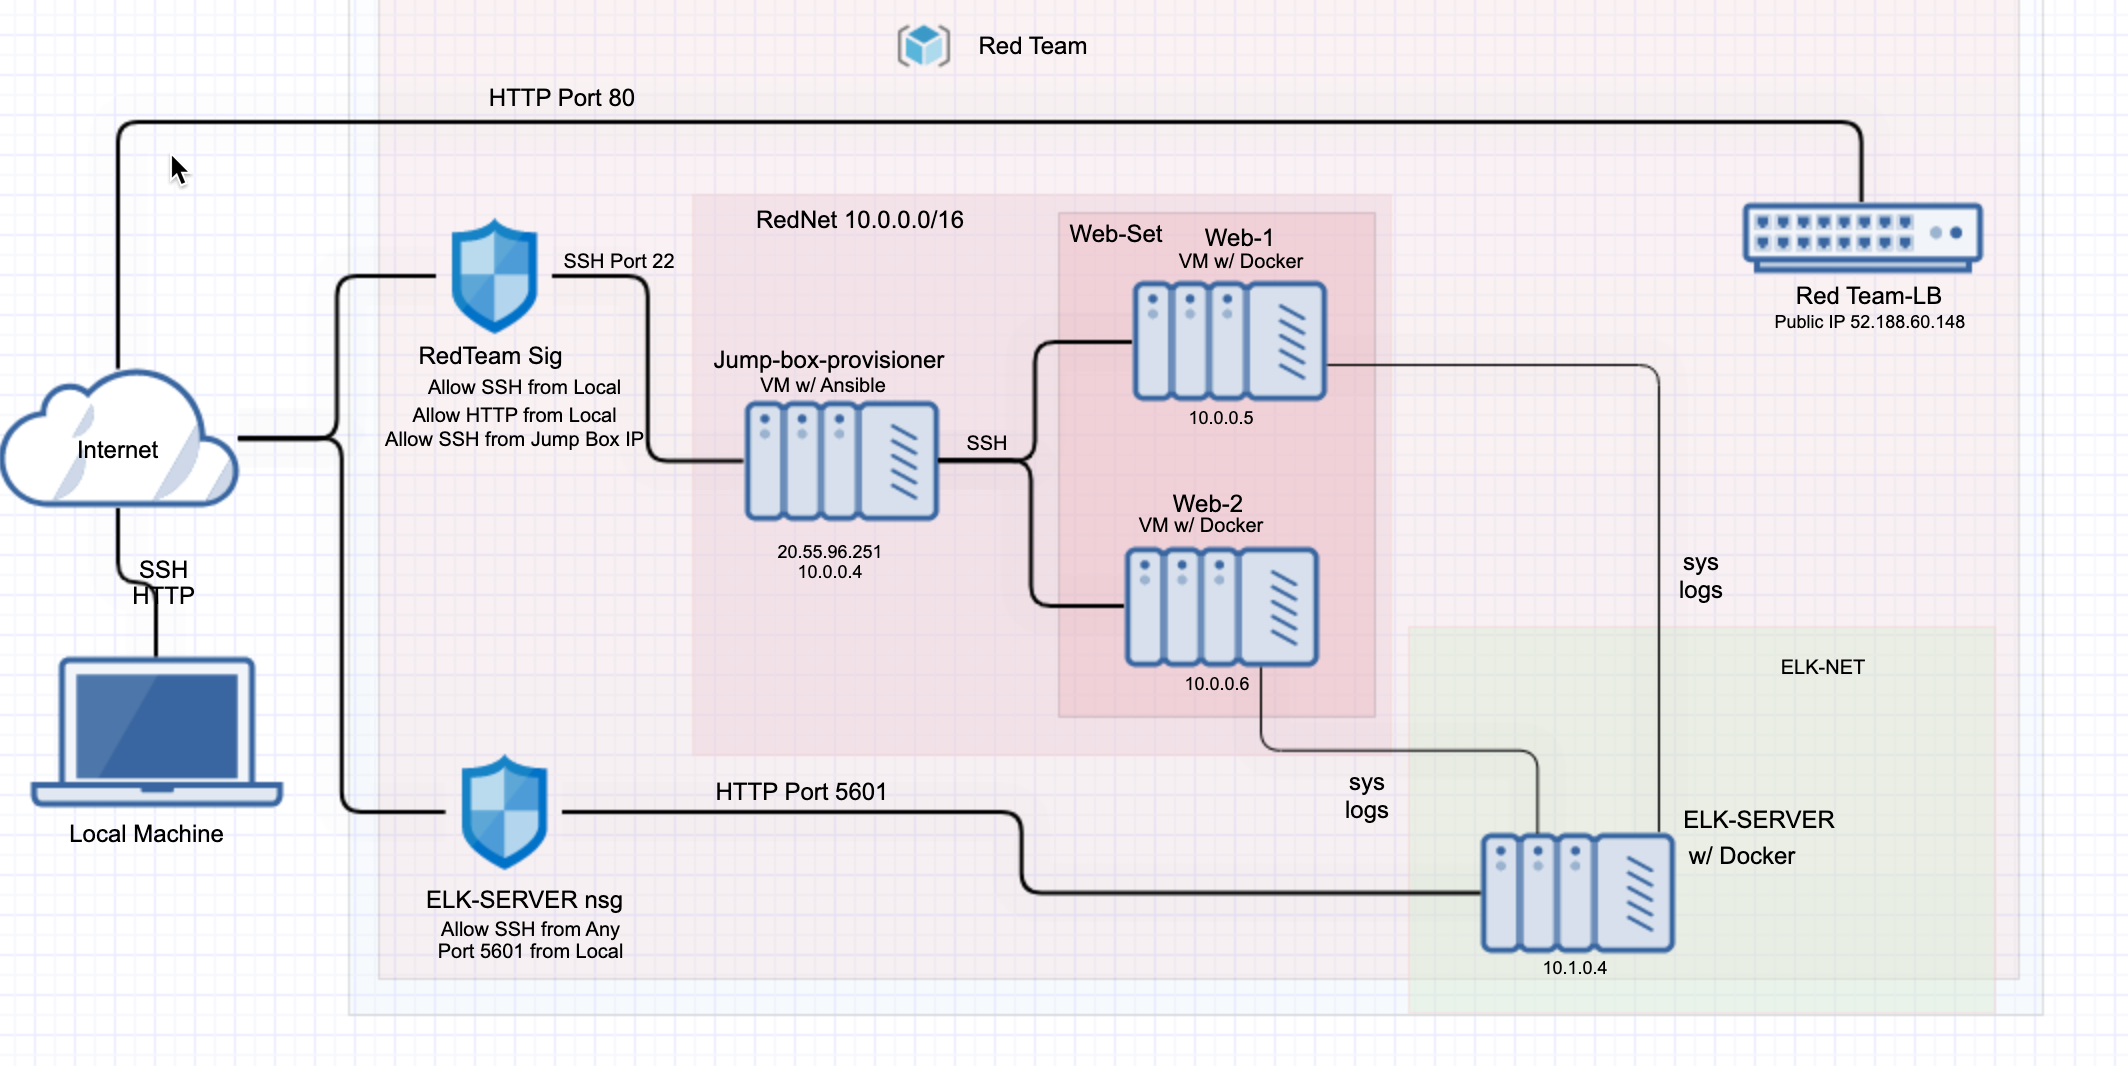 Red Team
HTTP Port 80
RedNet 10.0.0.0/16
Web-Set
Web-1
VM w/ Docker
SSH Port 22
Red Team-LB
Public IP 52.188.60.148
RedTeam Sig
Allow SSH from Local
Allow HTTP from Local
Allow SSH from Jump Box IP
Jump-box-provisioner
VM w/ Ansible
10.0.0.5
SSH
Internet
Web-2
VM w/ Docker
20.55.96.251
10.0.0.4
SSH
HTTP
sys
logs
10.0.0.6
ELK-NET
HTTP Port 5601
sys
logs
Local Machine
ELK-SERVER
w/ Docker
ELK-SERVER nsg
Allow SSH from Any
Port 5601 from Local
10.1.0.4